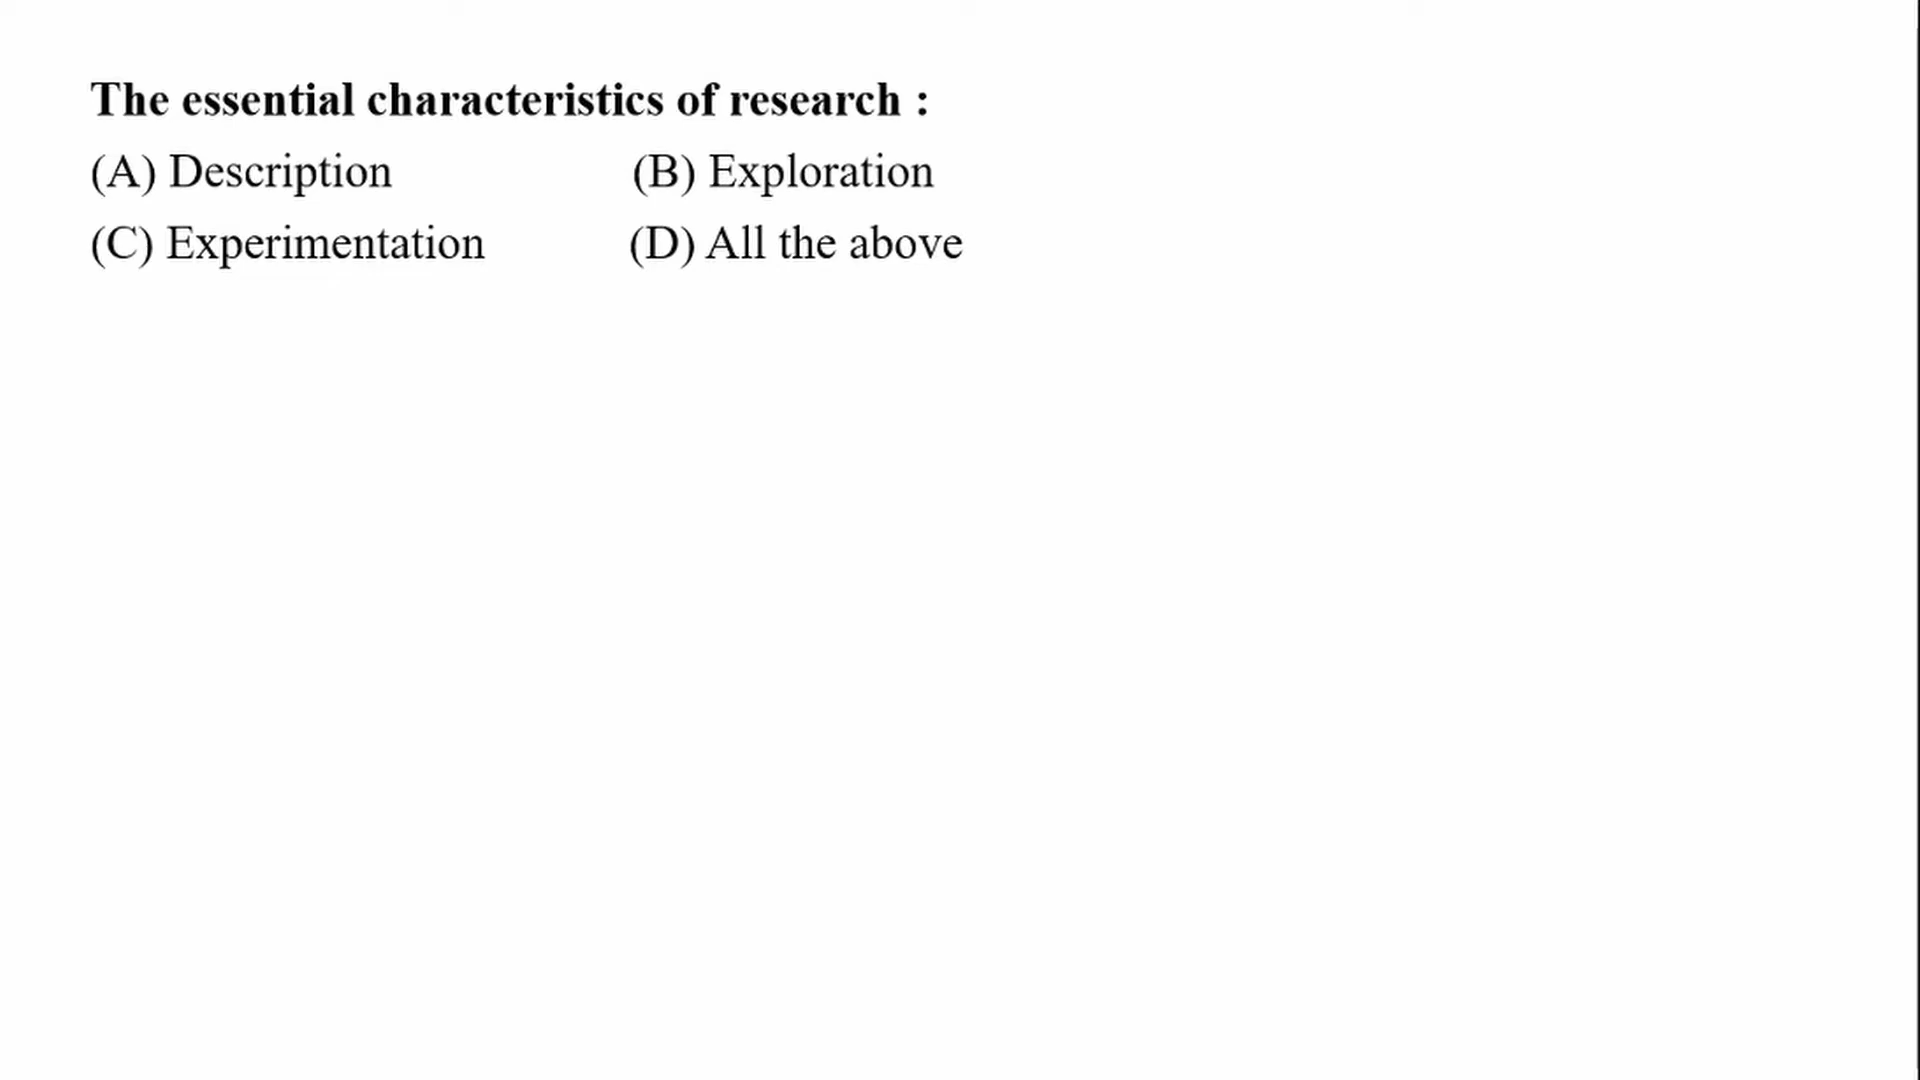 The essential characteristics of research :
(A) Description (B) Exploration
(C) Experimentation (D) All the above